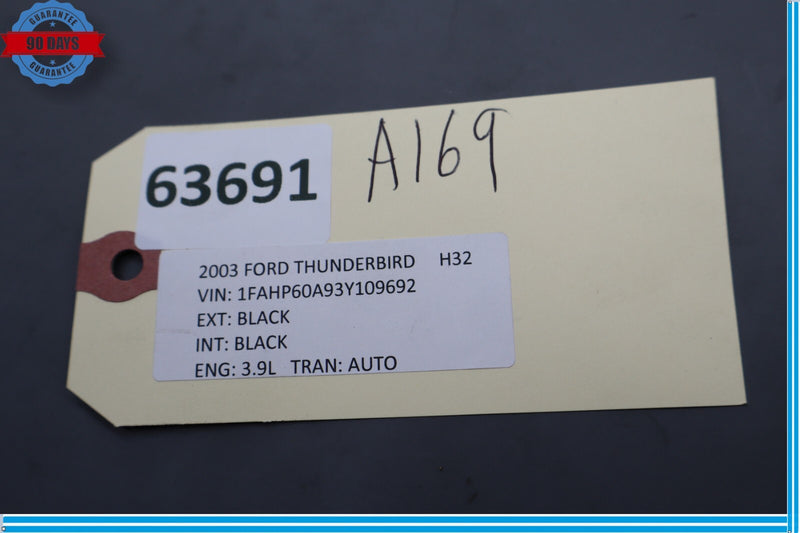 GUARANTEE
90 DAYS
GUARANTEE
A169
63691
2003 FORD THUNDERBIRD H32
VIN: 1FAHP60A93Y109692
EXT: BLACK
INT: BLACK
ENG: 3.9L TRAN: AUTO